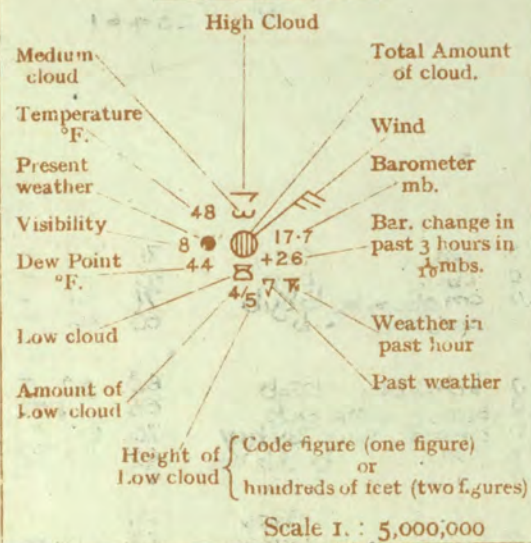 High Cloud
Medium
cloud
Total Amount
of cloud.
Temperature
°F.
Wind
Present
weather
Barometer
mb.
48
Visibility
8
17·7
Bar. change in
past 3 hours in
1/10 mbs.
+26
Dew Point
°F.
44
4/5
Low cloud
Weather in
past hour
Amount of
Low cloud
Past weather
Height of
Low cloud
Code figure (one figure)
or
hundreds of feet (two figures)
Scale 1. : 5,000,000